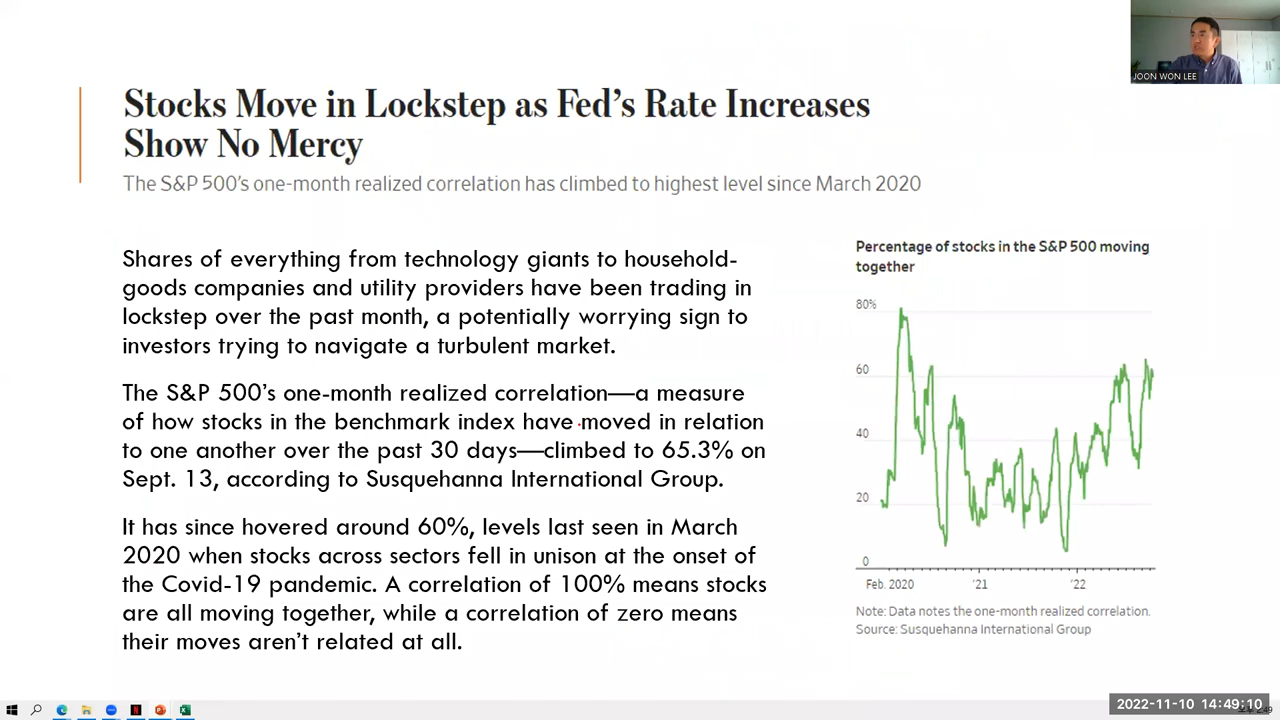 JOON WON LEE
Stocks Move in Lockstep as Fed's Rate Increases
Show No Mercy
The S&P 500's one-month realized correlation has climbed to highest level since March 2020
Shares of everything from technology giants to household-
goods companies and utility providers have been trading in
lockstep over the past month, a potentially worrying sign to
investors trying to navigate a turbulent market.
The S&P 500's one-month realized correlation—a measure
of how stocks in the benchmark index have moved in relation
to one another over the past 30 days—climbed to 65.3% on
Sept. 13, according to Susquehanna International Group.
It has since hovered around 60%, levels last seen in March
2020 when stocks across sectors fell in unison at the onset of
the Covid-19 pandemic. A correlation of 100% means stocks
are all moving together, while a correlation of zero means
their moves aren't related at all.
Percentage of stocks in the S&P 500 moving
together
80%
60
40
20
0
Feb. 2020 '21 '22
Note: Data notes the one-month realized correlation.
Source: Susquehanna International Group
2022-11-10 14:49:10